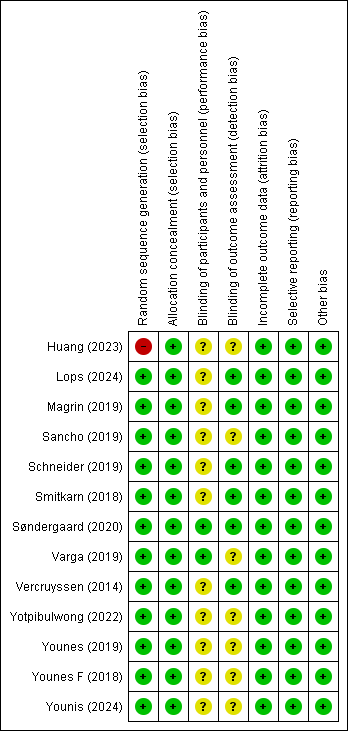 Random sequence generation (selection bias)
Allocation concealment (selection bias)
Blinding of participants and personnel (performance bias)
Blinding of outcome assessment (detection bias)
Incomplete outcome data (attrition bias)
Selective reporting (reporting bias)
Other bias
Huang (2023) - + ? ? + + +
Lops (2024) + + ? + + + +
Magrin (2019) + + ? + + + +
Sancho (2019) + + ? ? + + +
Schneider (2019) + + ? + + + +
Smitkarn (2018) + + ? + + + +
Søndergaard (2020) + + + + + + +
Varga (2019) + + + ? + + +
Vercruyssen (2014) + + ? + + + +
Yotpibulwong (2022) + + ? ? + + +
Younes (2019) + + ? ? + + +
Younes F (2018) + + ? ? + + +
Younis (2024) + + ? ? + + +